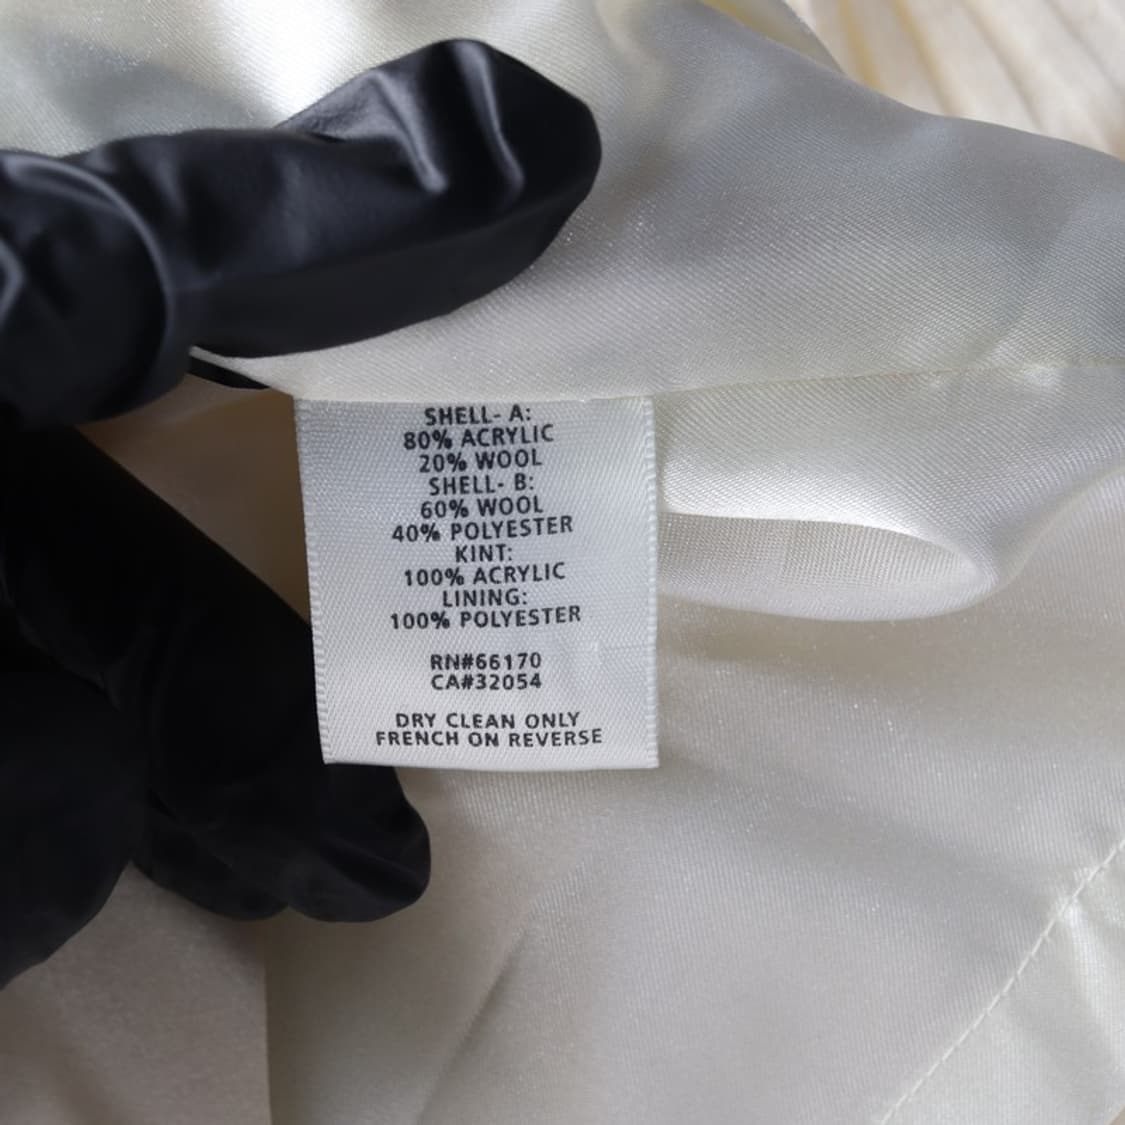 SHELL- A:
80% ACRYLIC
20% WOOL
SHELL- B:
60% WOOL
40% POLYESTER
KINT:
100% ACRYLIC
LINING:
100% POLYESTER
RN#66170
CA#32054
DRY CLEAN ONLY
FRENCH ON REVERSE